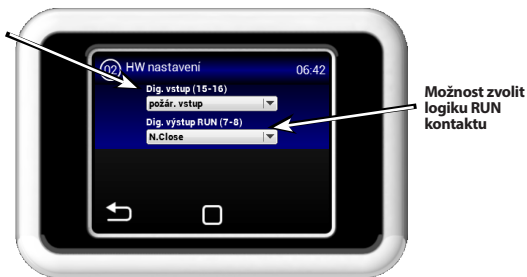 02 HW nastavení 06:42
Dig. vstup (15-16)
požár. vstup
Dig. výstup RUN (7-8)
N.Close
Možnost zvolit
logiku RUN
kontaktu